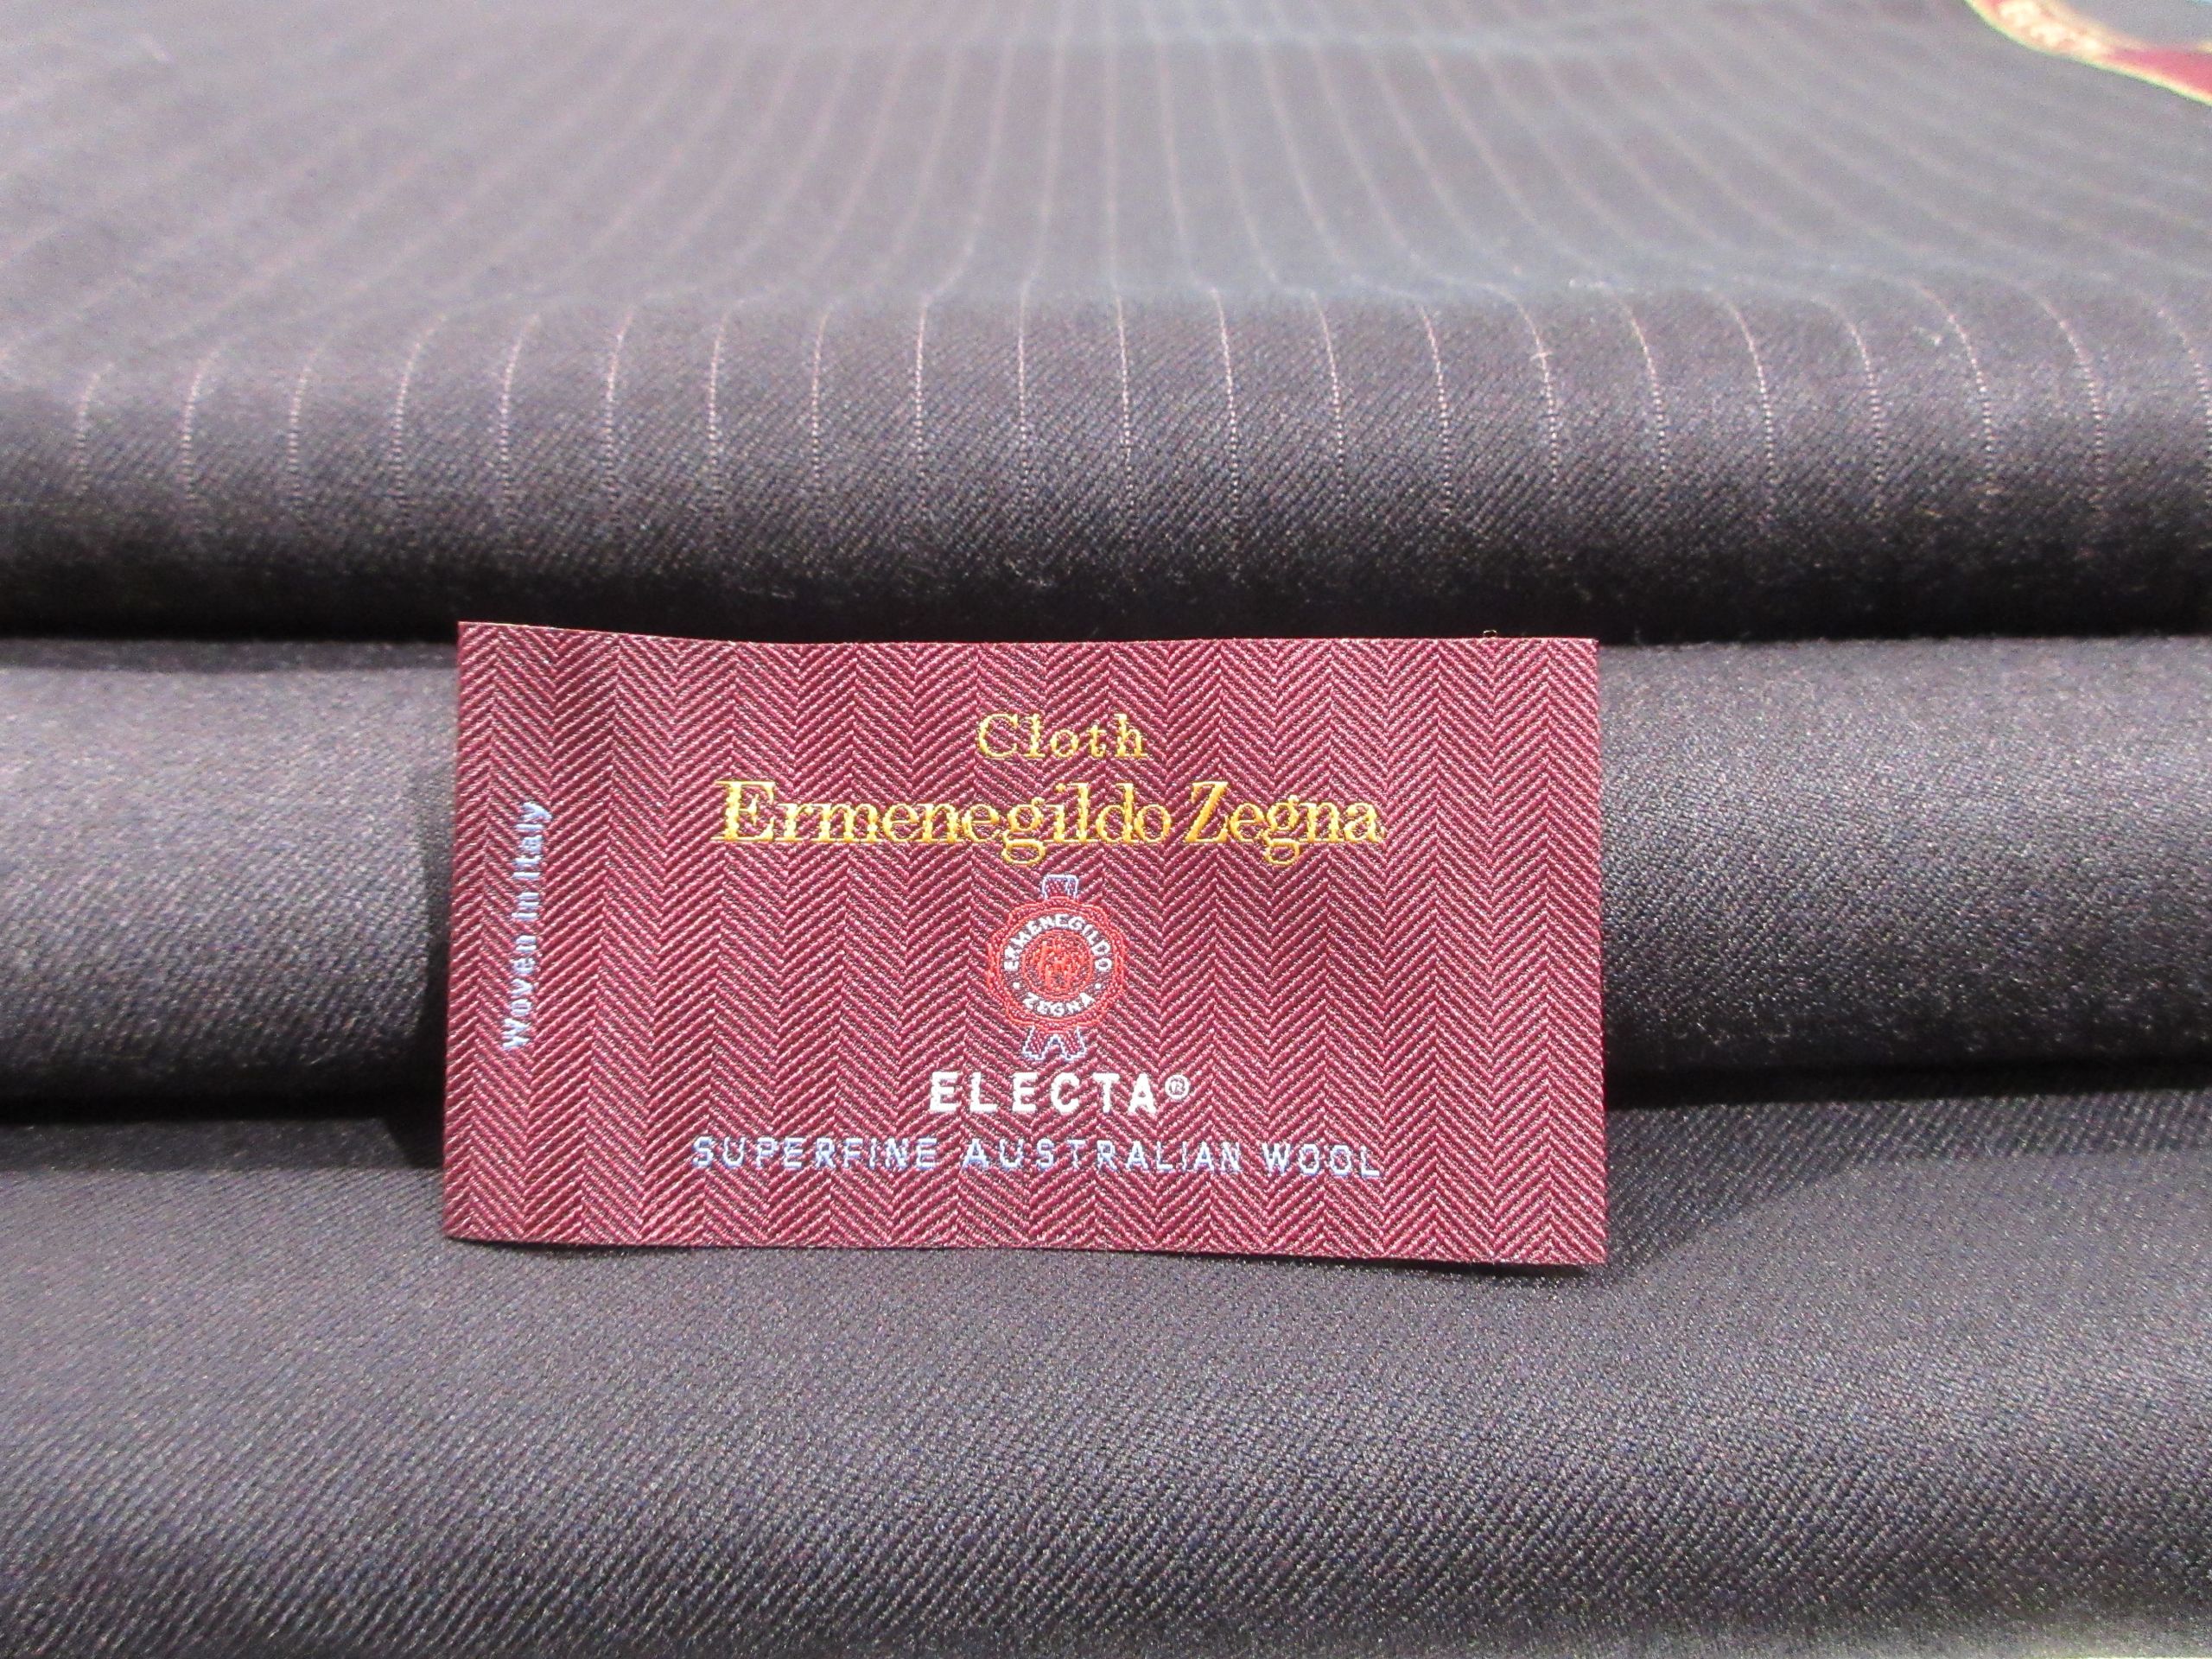 Cloth
Ermenegildo Zegna
Woven in Italy
ERMENEGILDO
ZEGNA
ELECTA®
SUPERFINE AUSTRALIAN WOOL